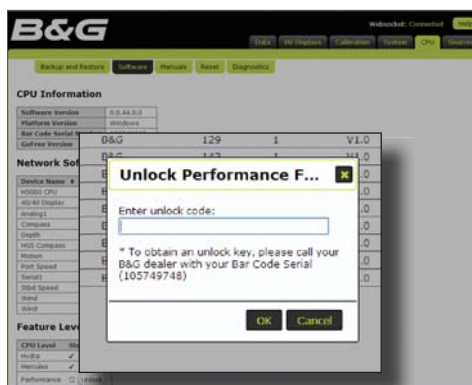 B&G
Websocket: Connected
Data HV Displays Calibration System CPU
Backup and Restore Software Manuals Reset Diagnostics
CPU Information
Software Version 0.0.44.0.0
Platform Version Windows
Bar Code Serial
GoFree Version
B&G 129 1 V1.0
Network Sof
Device Name
H5000 CPU
40/40 Display
Analog1
Compass
Depth
HGS Compass
Motion
Port Speed
Serial1
Stbd Speed
Wind
Wind
Unlock Performance F...
Enter unlock code:
* To obtain an unlock key, please call your
B&G dealer with your Bar Code Serial
(105749748)
OK Cancel
Feature Leve
CPU Level
Hydra ✓
Hercules ✓
Performance Unlock